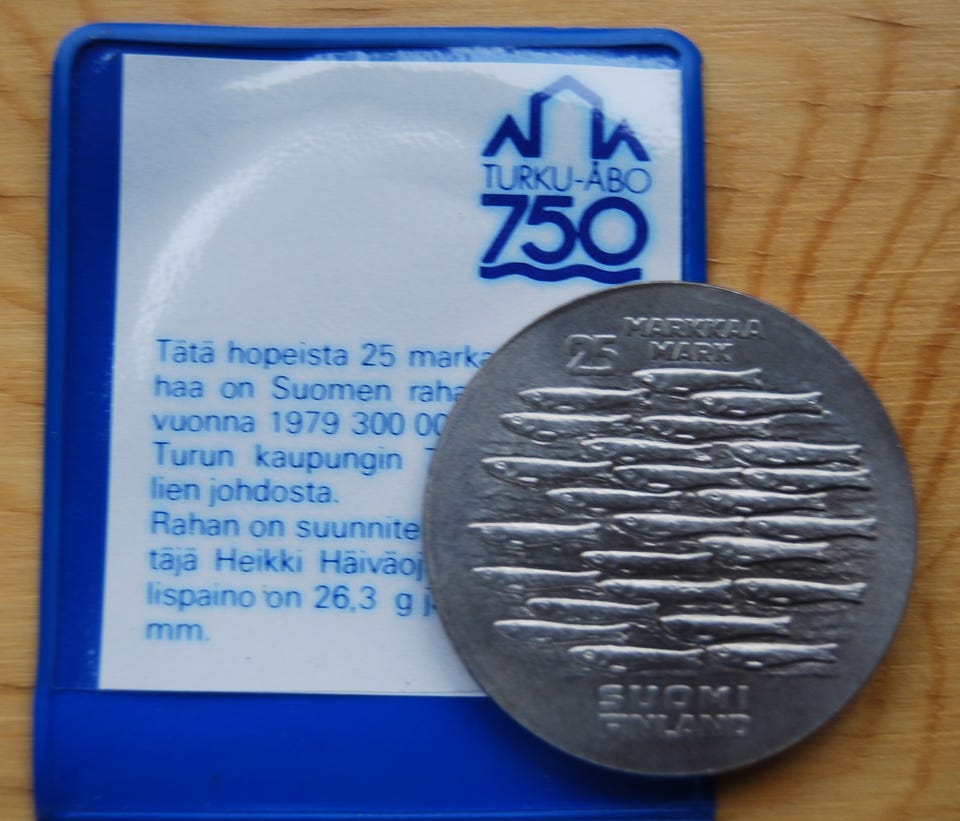 TURKU-ÅBO
750
Tätä hopeista 25 marka
haa on Suomen raha
vuonna 1979 300 00
Turun kaupungin 7
lien johdosta.
Rahan on suunnite
täjä Heikki Häiväoj
lispaino on 26,3 g j
mm.
25 MARKKAA
MARK
SUOMI
FINLAND